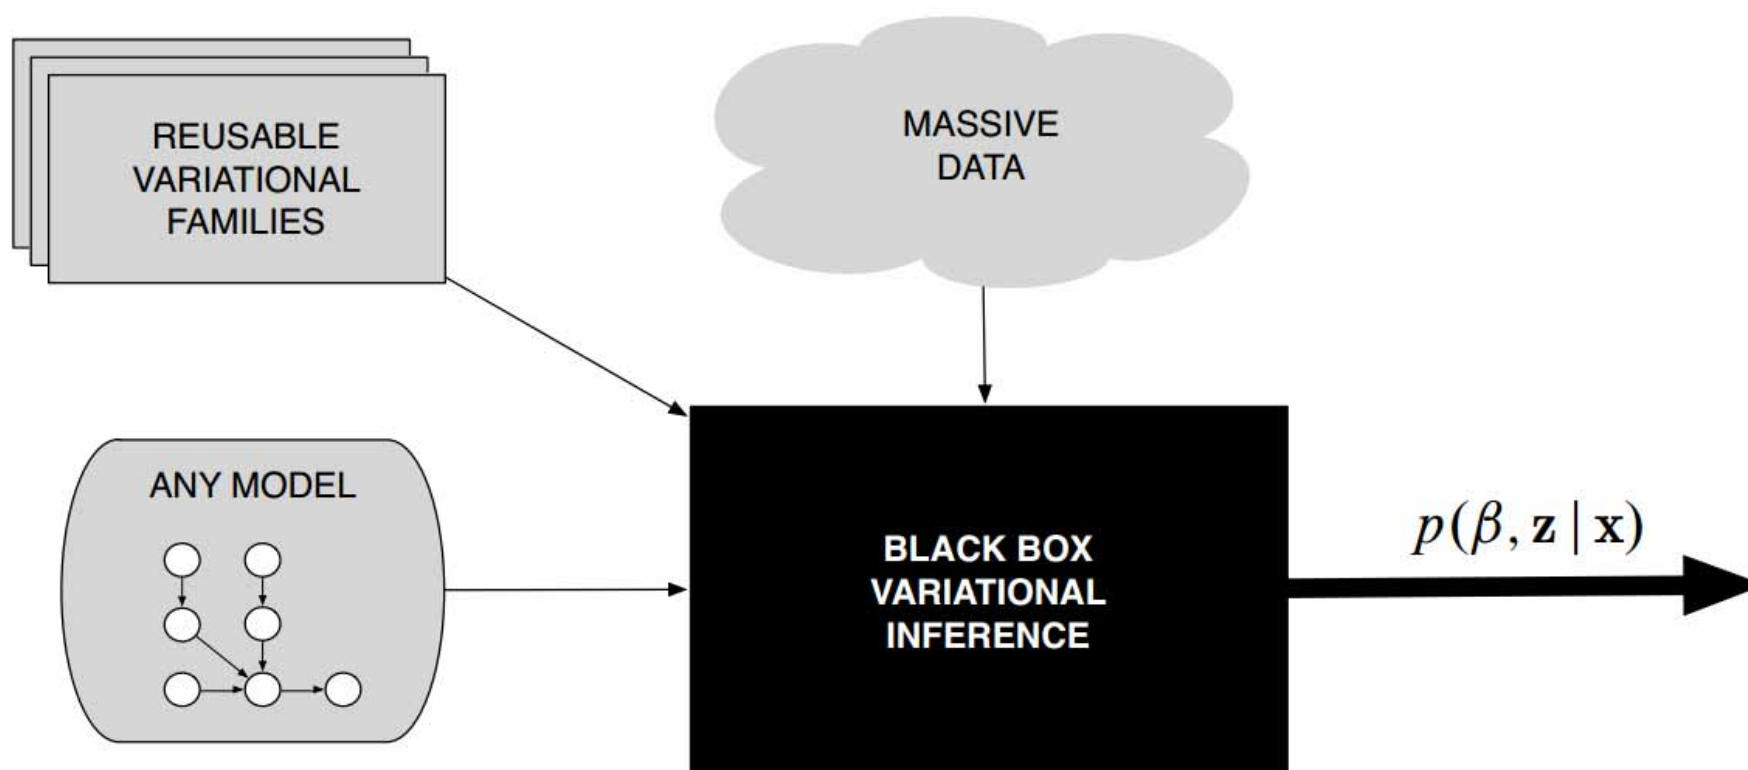 REUSABLE
VARIATIONAL
FAMILIES
MASSIVE
DATA
ANY MODEL
BLACK BOX
VARIATIONAL
INFERENCE
p(β, z | x)